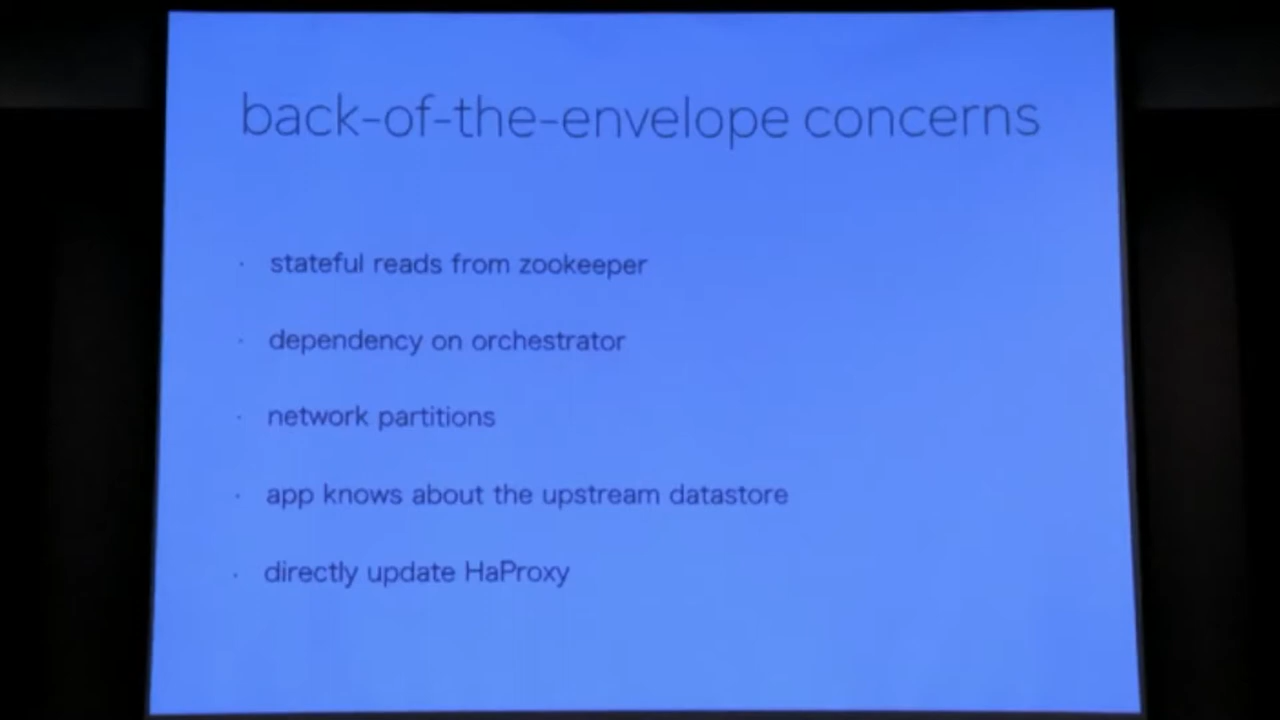 back-of-the-envelope concerns
· stateful reads from zookeeper
· dependency on orchestrator
· network partitions
· app knows about the upstream datastore
· directly update HaProxy